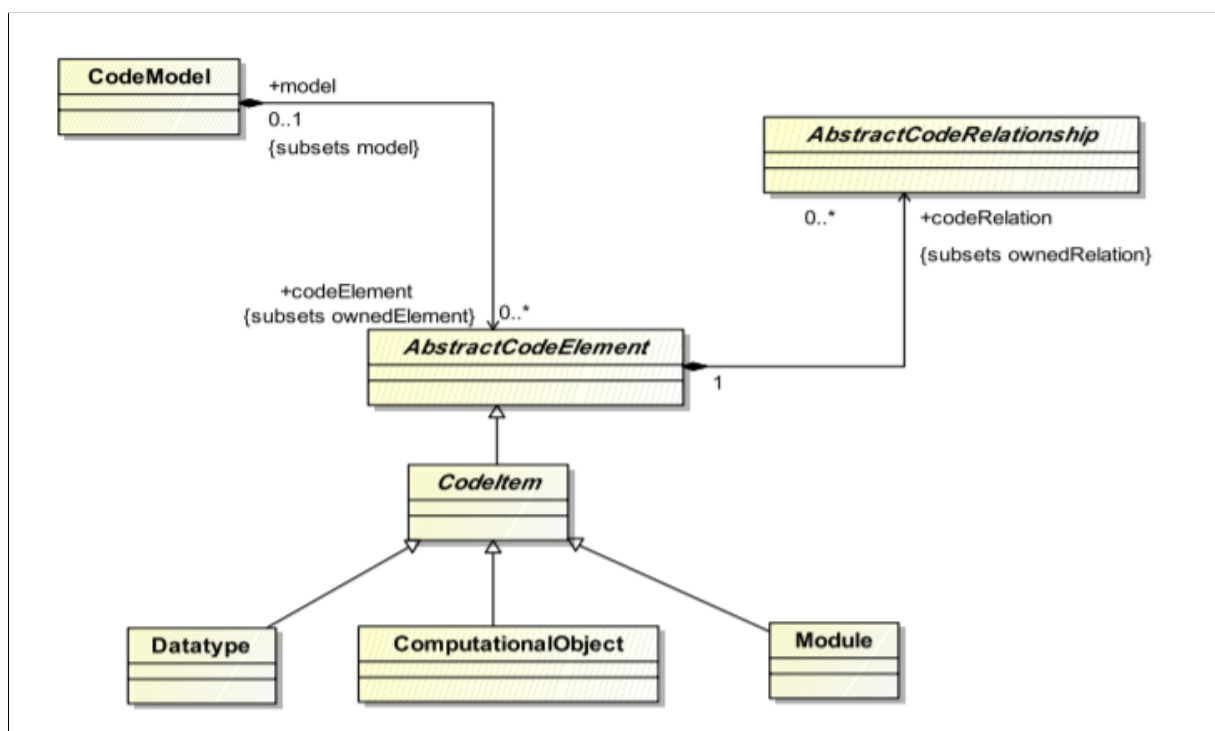 CodeModel
+model
0..1
{subsets model}
AbstractCodeRelationship
0..*
+codeRelation
{subsets ownedRelation}
+codeElement
{subsets ownedElement}
0..*
AbstractCodeElement
1
CodeItem
Datatype
ComputationalObject
Module